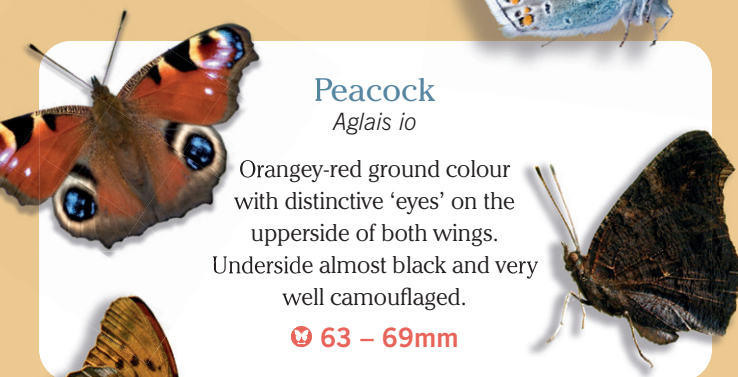 Peacock
Aglais io
Orangey-red ground colour
with distinctive ‘eyes’ on the
upperside of both wings.
Underside almost black and very
well camouflaged.
63 – 69mm